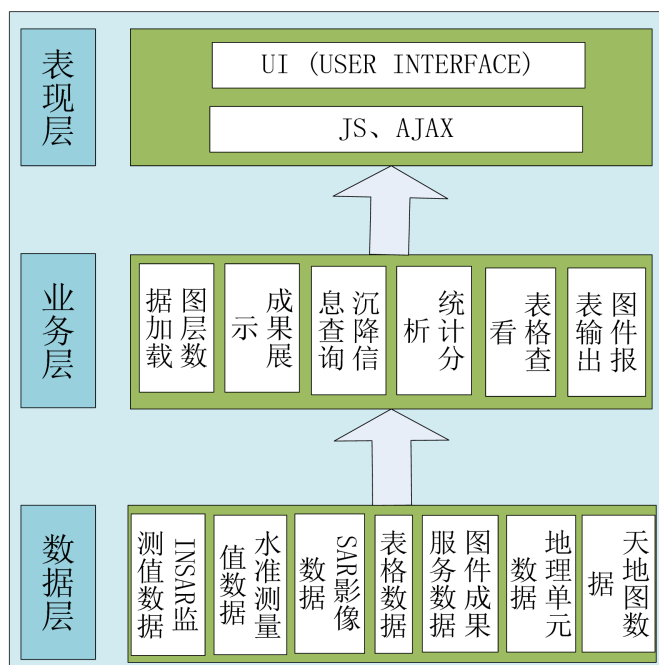 表现层
UI (USER INTERFACE)
JS、AJAX
业务层
图层数
据加载
成果展
示
沉降信
息查询
统计分
析
表格查
看
图件报
表输出
数据层
INSAR监
测值数据
水准测量
值数据
SAR影像
数据
表格数据
图件成果
服务数据
地理单元
数据
天地图数
据